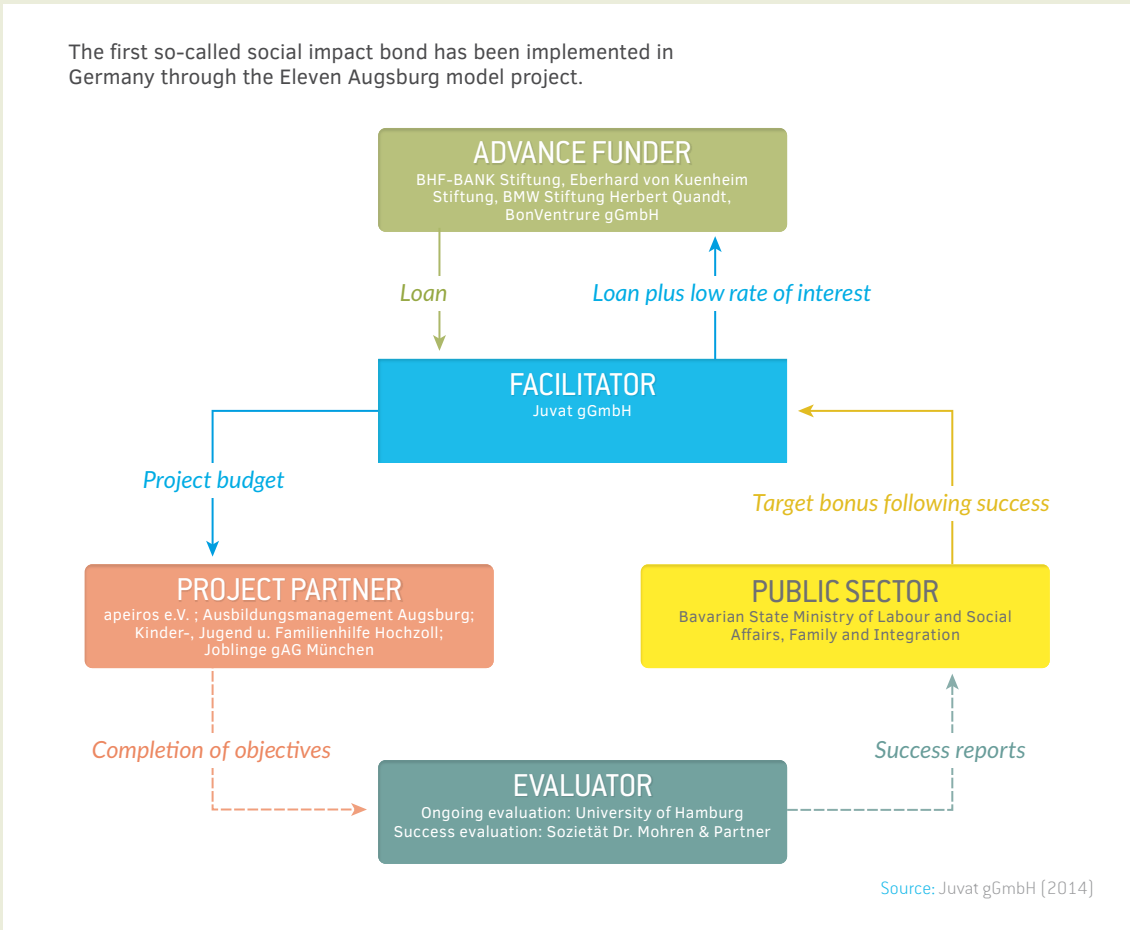 The first so-called social impact bond has been implemented in
Germany through the Eleven Augsburg model project.
ADVANCE FUNDER
BHF-BANK Stiftung, Eberhard von Kuenheim
Stiftung, BMW Stiftung Herbert Quandt,
BonVentrure gGmbH
Loan
Loan plus low rate of interest
FACILITATOR
Juvat gGmbH
Project budget
Target bonus following success
PROJECT PARTNER
apeiros e.V. ; Ausbildungsmanagement Augsburg;
Kinder-, Jugend u. Familienhilfe Hochzoll;
Joblinge gAG München
PUBLIC SECTOR
Bavarian State Ministry of Labour and Social
Affairs, Family and Integration
Completion of objectives
Success reports
EVALUATOR
Ongoing evaluation: University of Hamburg
Success evaluation: Sozietät Dr. Mohren & Partner
Source: Juvat gGmbH (2014)